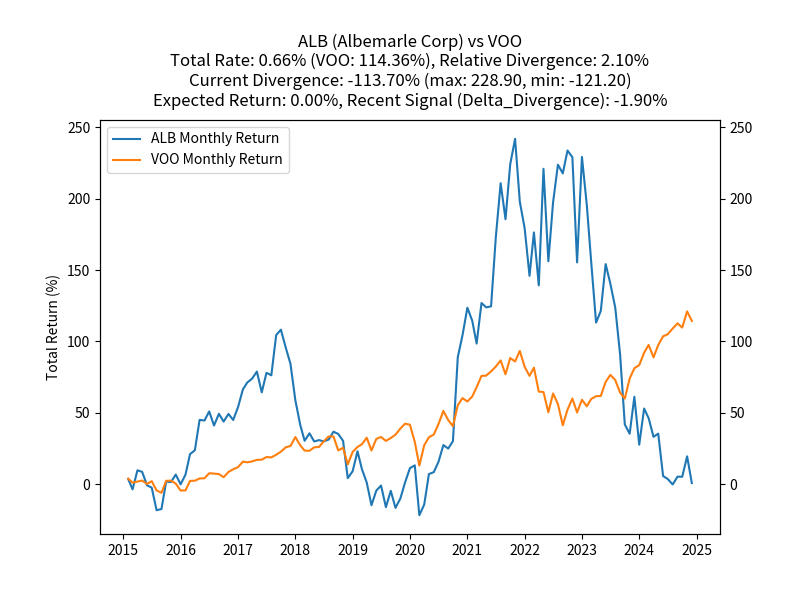 ALB (Albemarle Corp) vs VOO
Total Rate: 0.66% (VOO: 114.36%), Relative Divergence: 2.10%
Current Divergence: -113.70% (max: 228.90, min: -121.20)
Expected Return: 0.00%, Recent Signal (Delta_Divergence): -1.90%
ALB Monthly Return
VOO Monthly Return
Total Return (%)
250
200
150
100
50
0
250
200
150
100
50
0
2015 2016 2017 2018 2019 2020 2021 2022 2023 2024 2025